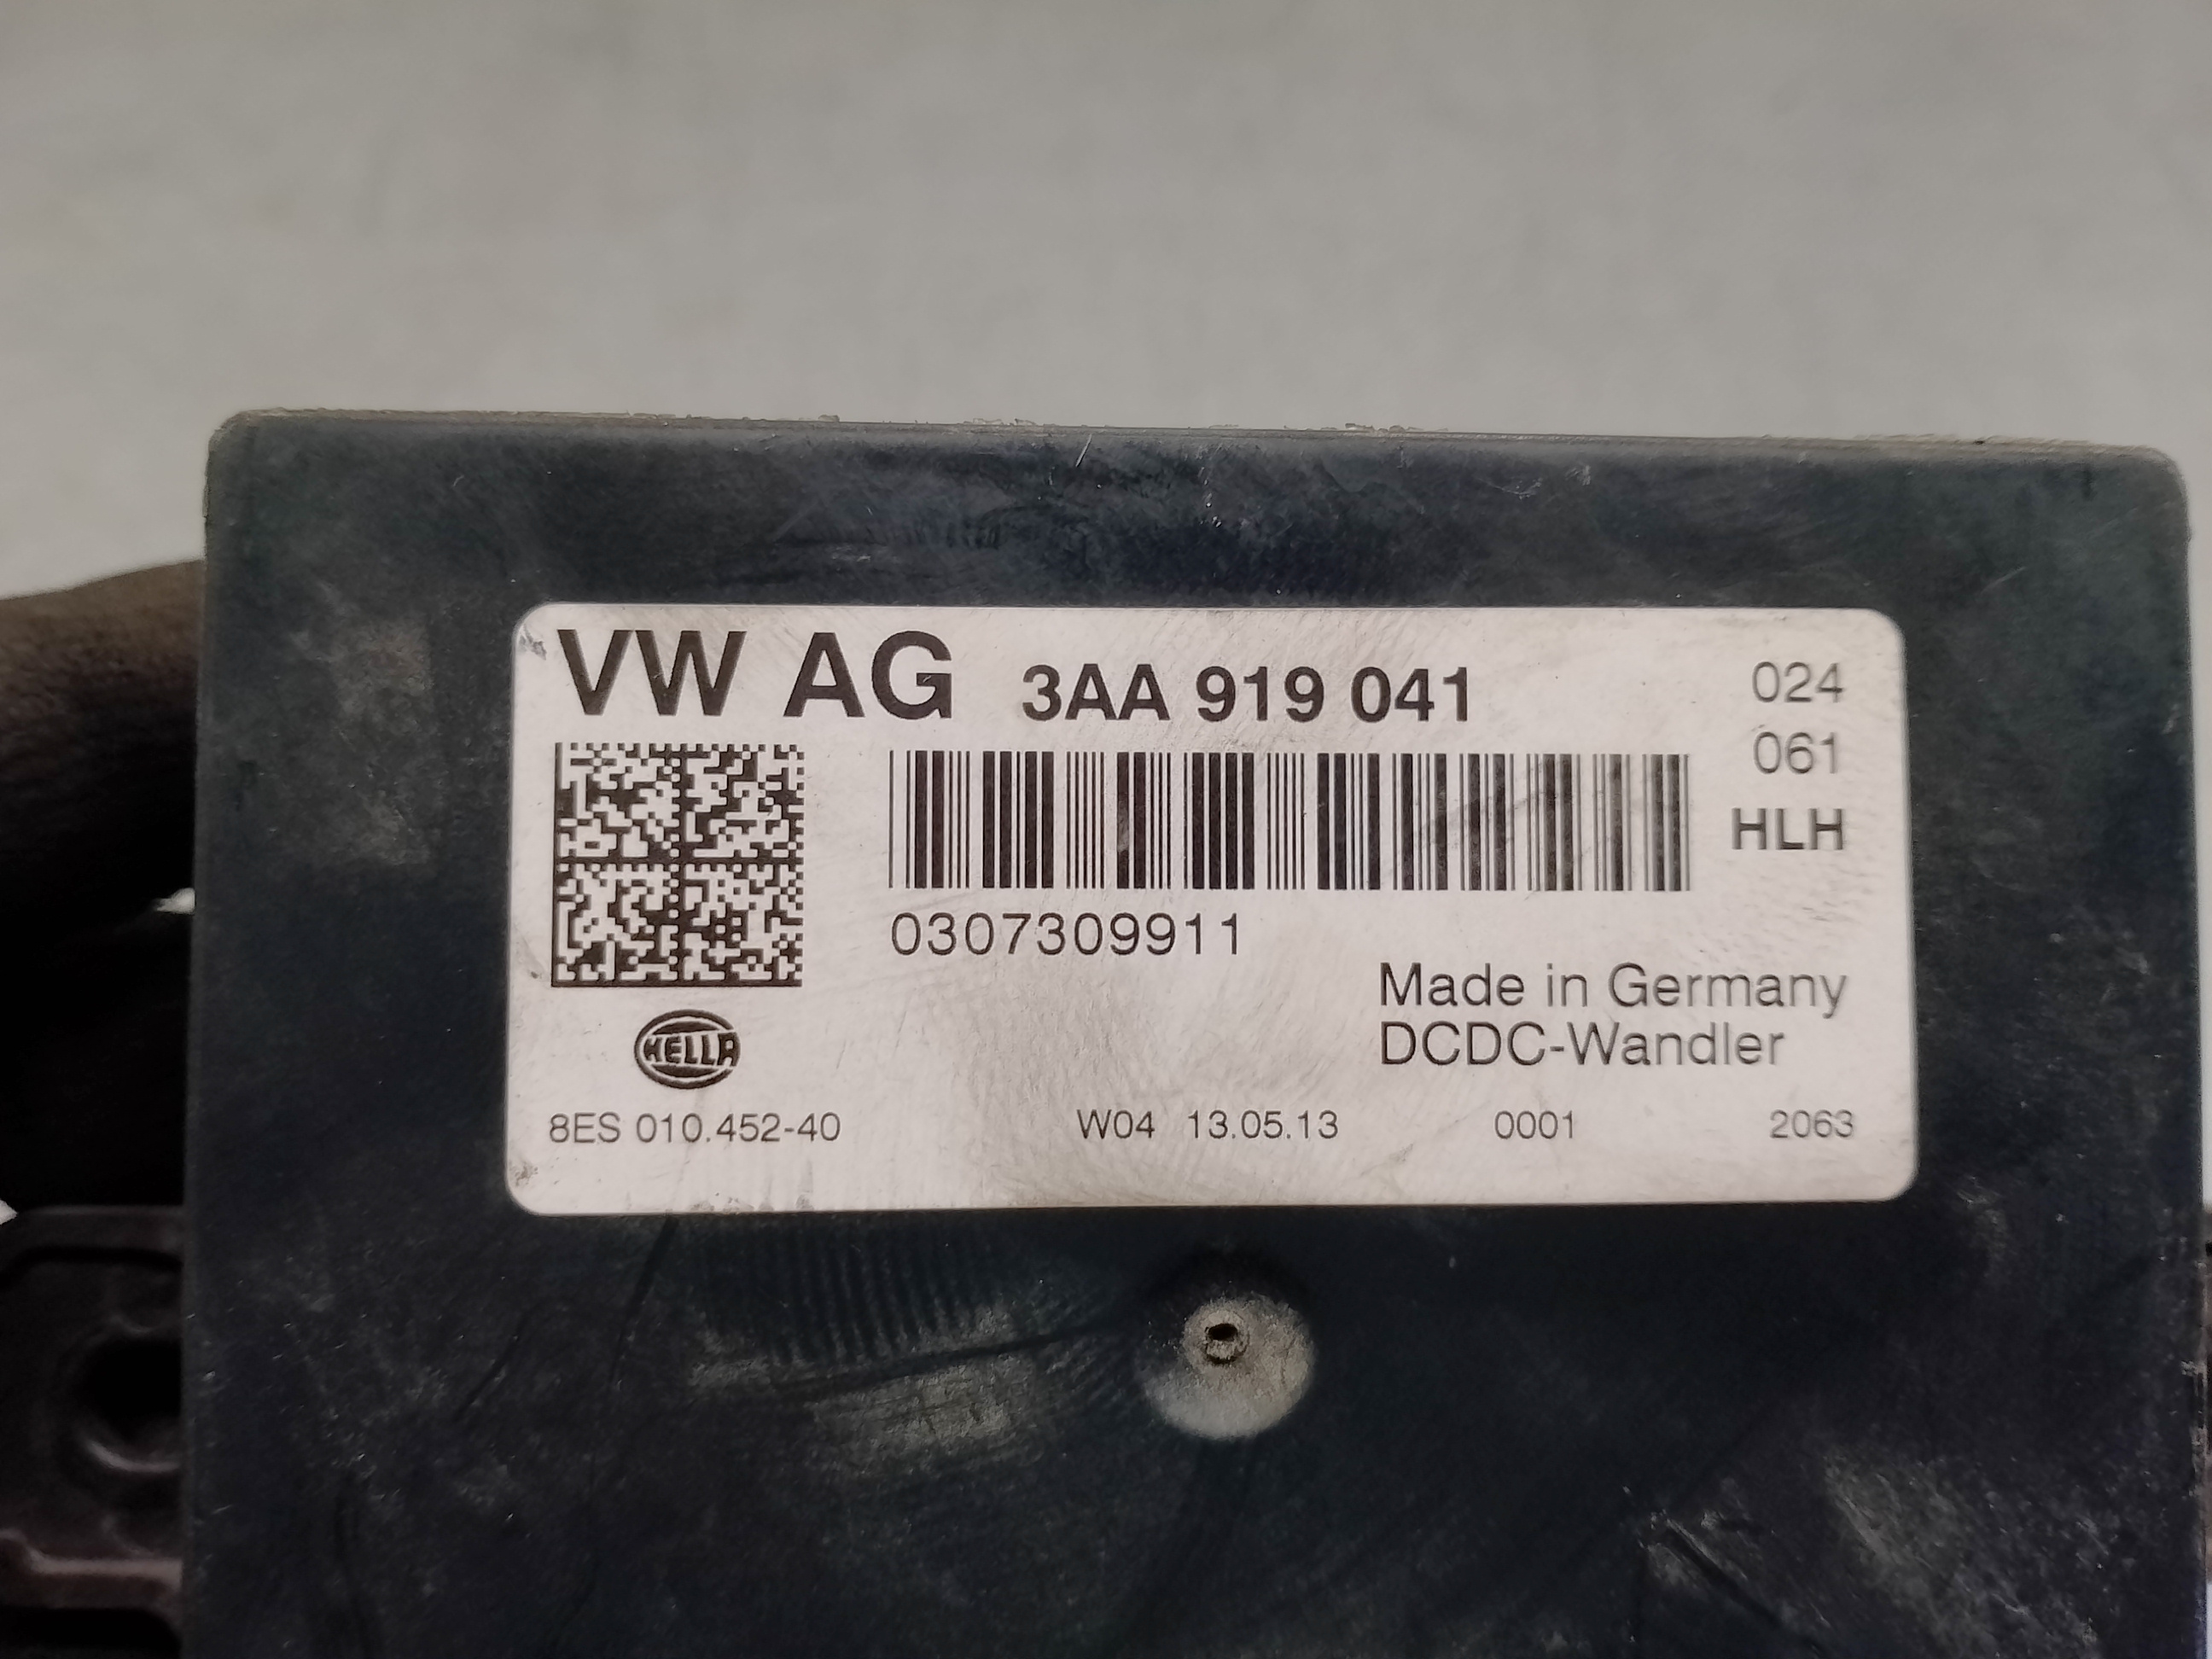 VW AG 3AA 919 041
024
061
HLH
0307309911
Made in Germany
DCDC-Wandler
HELLA
8ES 010.452-40 W04 13.05.13 0001 2063